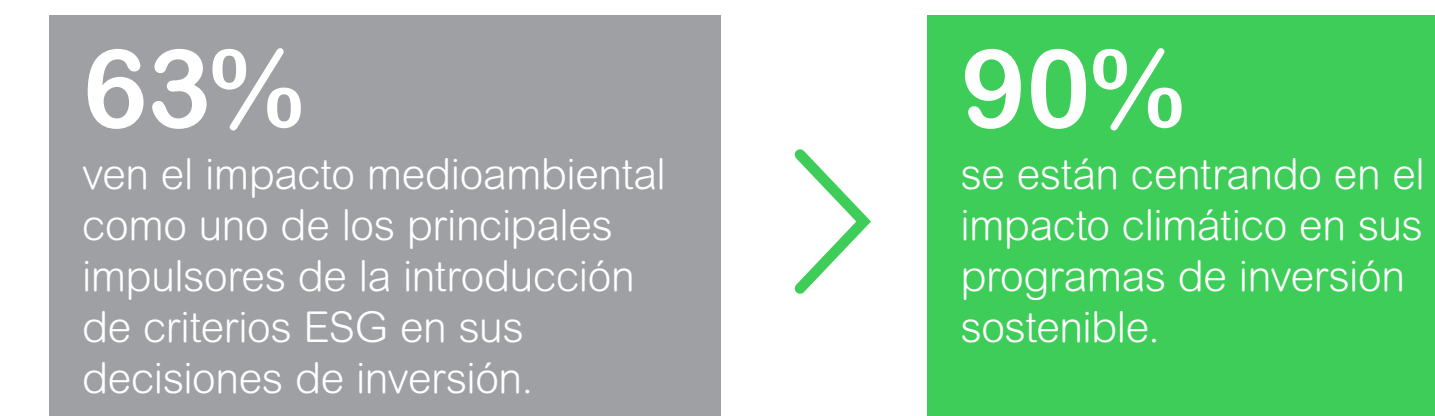 63%
ven el impacto medioambiental
como uno de los principales
impulsores de la introducción
de criterios ESG en sus
decisiones de inversión.
90%
se están centrando en el
impacto climático en sus
programas de inversión
sostenible.